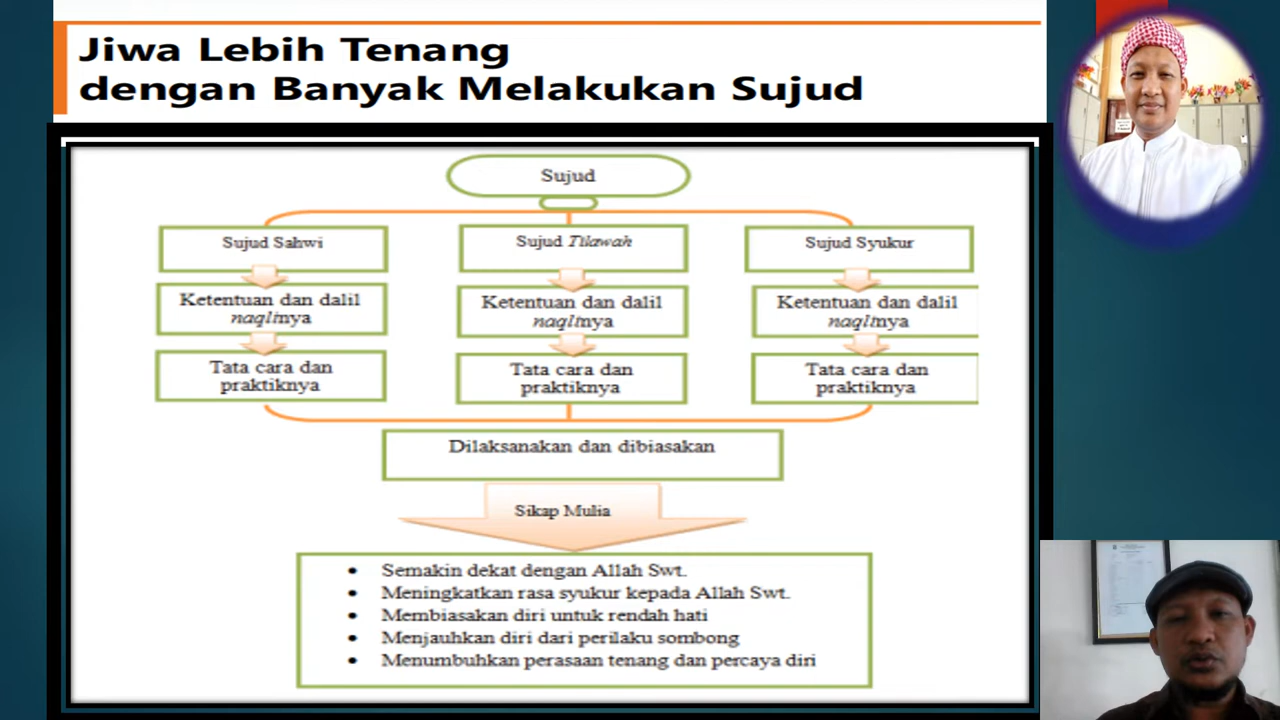 Jiwa Lebih Tenang
dengan Banyak Melakukan Sujud
Sujud
Sujud Sahwi
Sujud Tilawah
Sujud Syukur
Ketentuan dan dalil
naqlinya
Ketentuan dan dalil
naqlinya
Ketentuan dan dalil
naqlinya
Tata cara dan
praktiknya
Tata cara dan
praktiknya
Tata cara dan
praktiknya
Dilaksanakan dan dibiasakan
Sikap Mulia
• Semakin dekat dengan Allah Swt.
• Meningkatkan rasa syukur kepada Allah Swt.
• Membiasakan diri untuk rendah hati
• Menjauhkan diri dari perilaku sombong
• Menumbuhkan perasaan tenang dan percaya diri